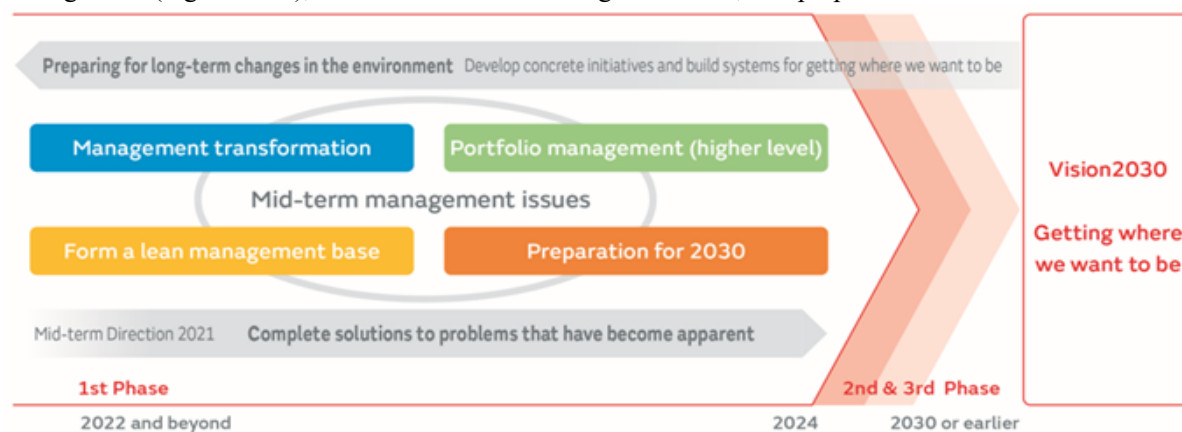 Preparing for long-term changes in the environment Develop concrete initiatives and build systems for getting where we want to be
Management transformation
Portfolio management (higher level)
Mid-term management issues
Form a lean management base
Preparation for 2030
Mid-term Direction 2021 Complete solutions to problems that have become apparent
Vision2030
Getting where
we want to be
1st Phase
2nd & 3rd Phase
2022 and beyond
2024
2030 or earlier